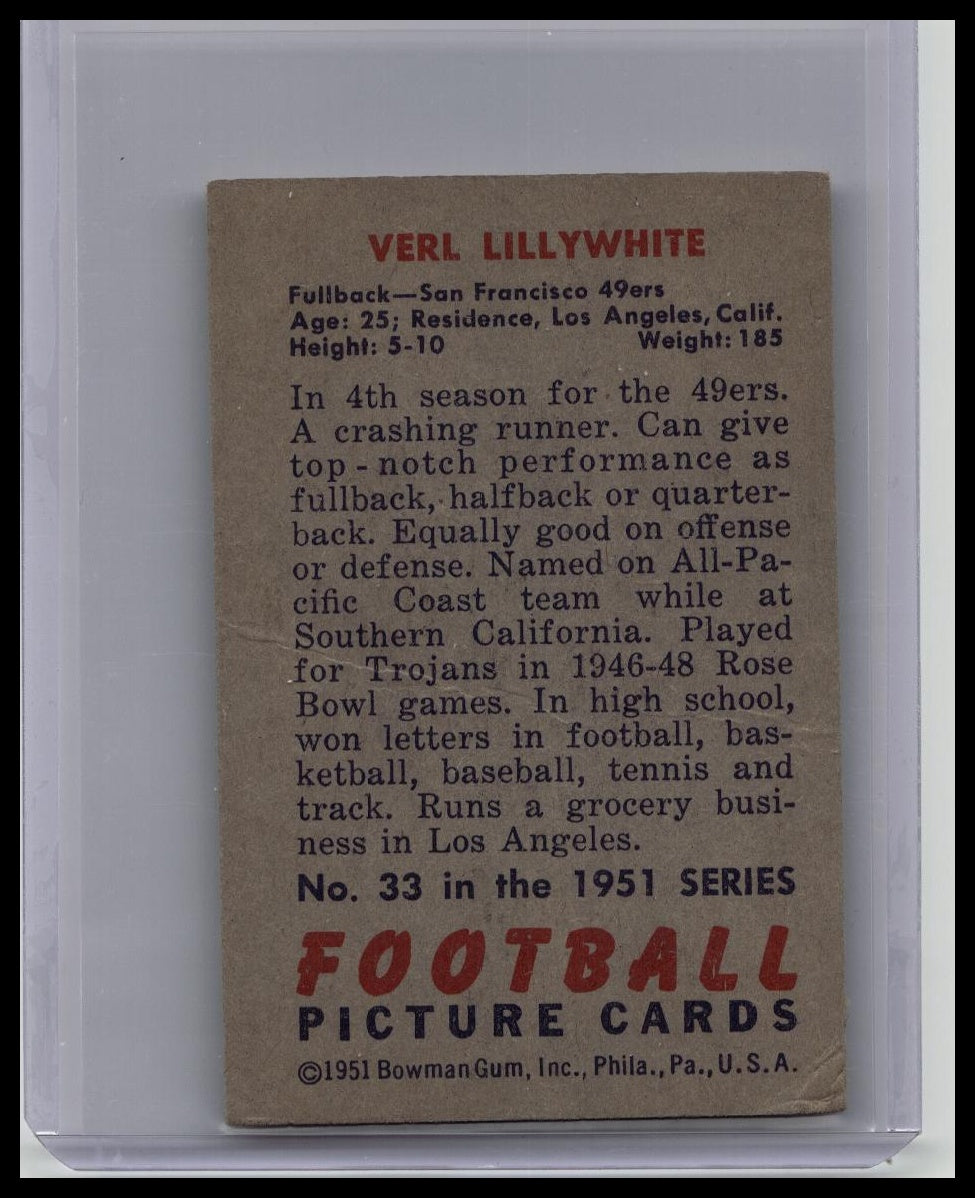 VERL LILLYWHITE
Fullback—San Francisco 49ers
Age: 25; Residence, Los Angeles, Calif.
Height: 5-10 Weight: 185
In 4th season for the 49ers.
A crashing runner. Can give
top-notch performance as
fullback, halfback or quarter-
back. Equally good on offense
or defense. Named on All-Pa-
cific Coast team while at
Southern California. Played
for Trojans in 1946-48 Rose
Bowl games. In high school,
won letters in football, bas-
ketball, baseball, tennis and
track. Runs a grocery busi-
ness in Los Angeles.
No. 33 in the 1951 SERIES
FOOTBALL
PICTURE CARDS
©1951 Bowman Gum, Inc., Phila., Pa., U.S.A.